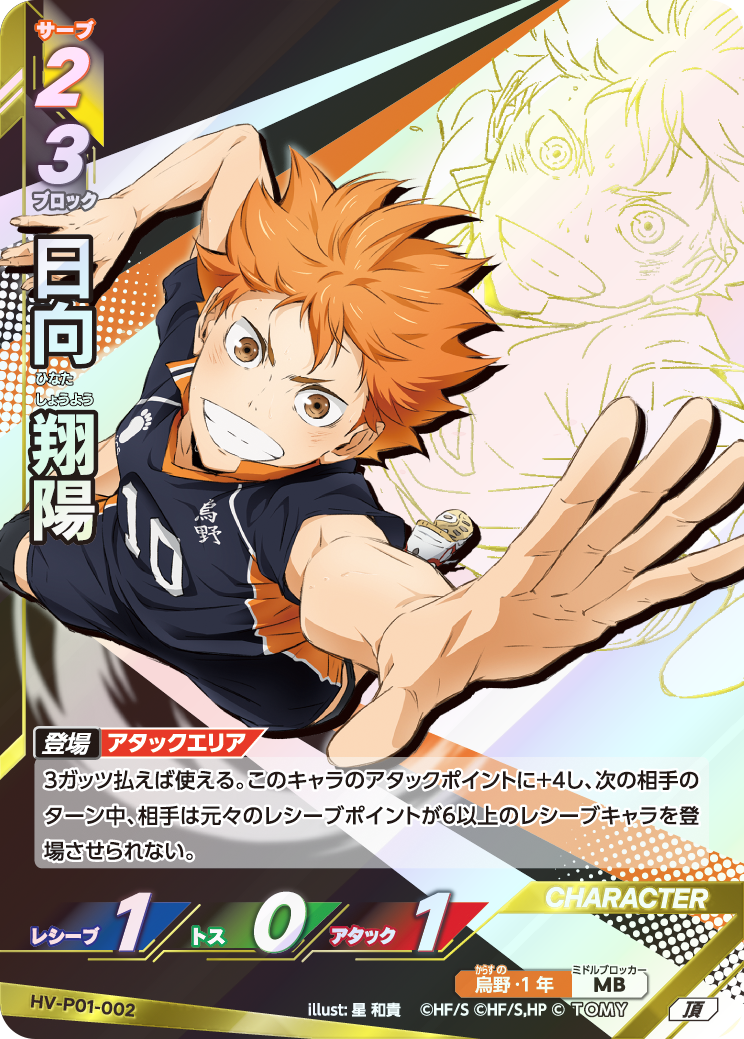 サーブ
2
3
ブロック
日向
ひなた
しょうよう
翔陽
10
烏野
登場 アタックエリア
3ガッツ払えば使える。このキャラのアタックポイントに+4し、次の相手の
ターン中、相手は元々のレシーブポイントが6以上のレシーブキャラを登
場させられない。
CHARACTER
レシーブ 1 トス 0 アタック 1
からすの
烏野・1年
ミドルブロッカー
MB
HV-P01-002
illust: 星 和貴 ©HF/S ©HF/S,HP © TOMY
頂